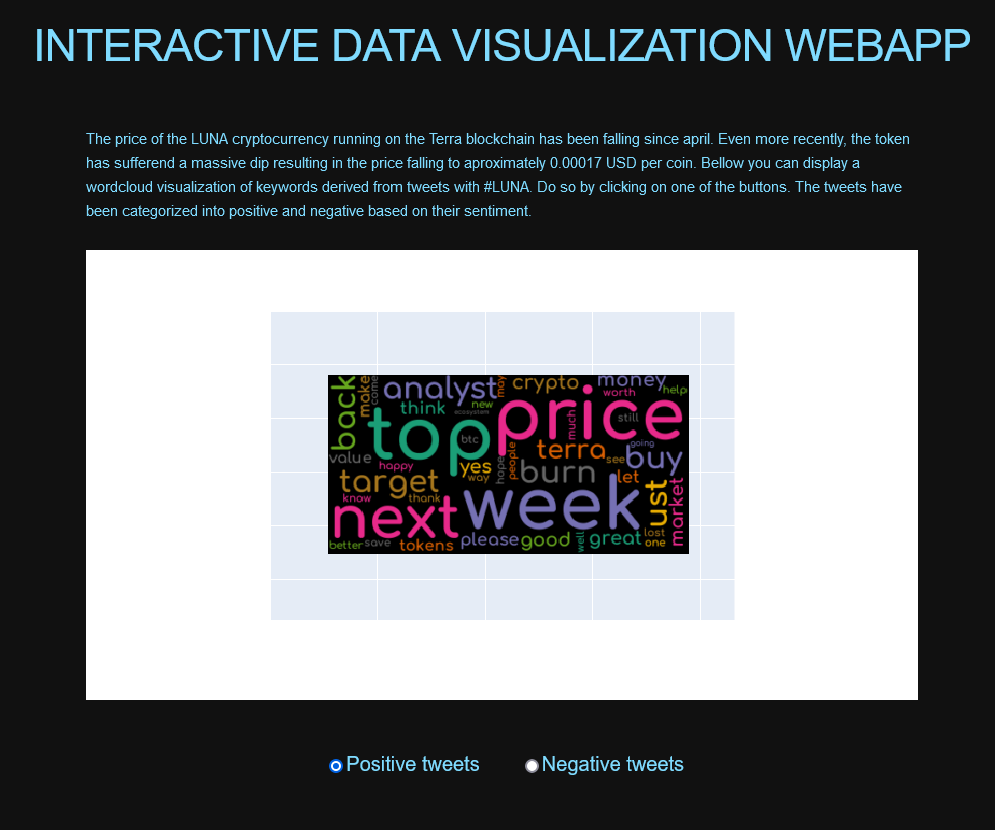 INTERACTIVE DATA VISUALIZATION WEBAPP
The price of the LUNA cryptocurrency running on the Terra blockchain has been falling since april. Even more recently, the token
has sufferend a massive dip resulting in the price falling to aproximately 0.00017 USD per coin. Bellow you can display a
wordcloud visualization of keywords derived from tweets with #LUNA. Do so by clicking on one of the buttons. The tweets have
been categorized into positive and negative based on their sentiment.
back
make
come
analyst
may
crypto
money
worth
help
think
new
ecosystem
top
btc
price
much
still
value
happy
yes
way
hope
people
terra
see
going
buy
target
burn
let
know
thank
next
week
ust
market
better
save
tokens
please
good
well
great
lost
one
Positive tweets
Negative tweets